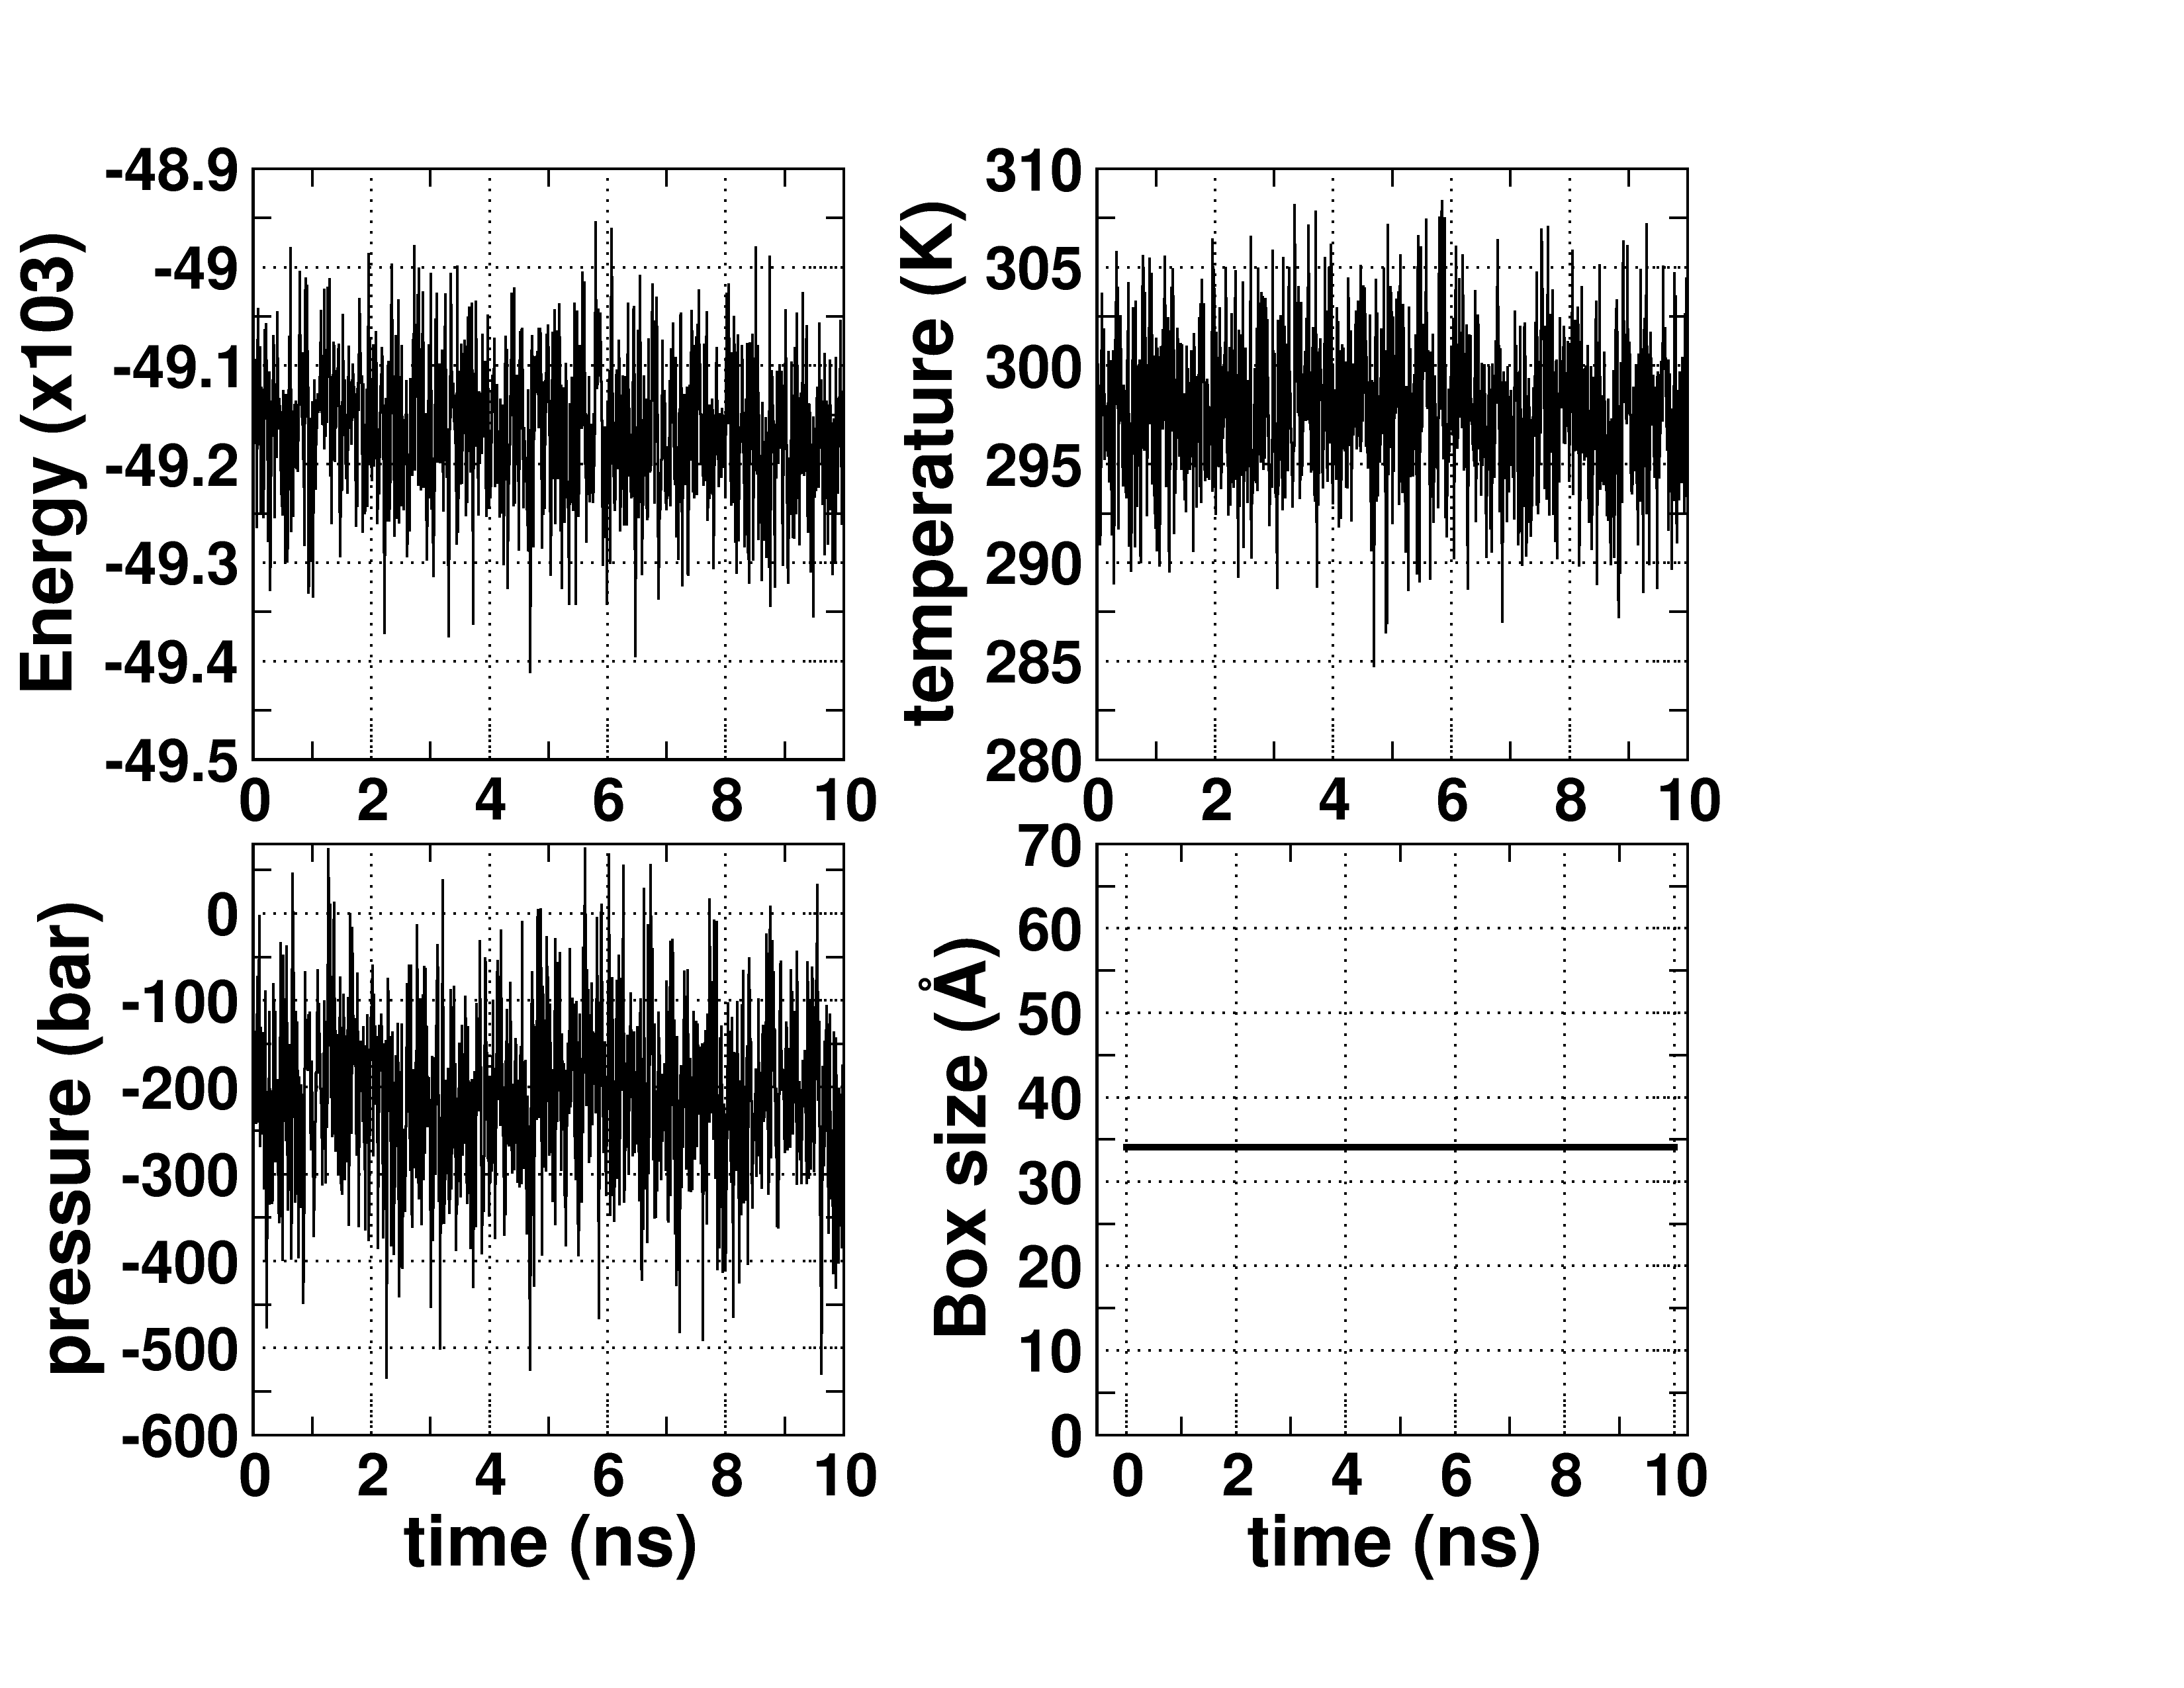 Energy (x103)
-48.9
-49
-49.1
-49.2
-49.3
-49.4
-49.5
0 2 4 6 8 10
temperature (K)
310
305
300
295
290
285
280
0 2 4 6 8 10
pressure (bar)
0
-100
-200
-300
-400
-500
-600
0 2 4 6 8 10
time (ns)
Box size (Å)
70
60
50
40
30
20
10
0
0 2 4 6 8 10
time (ns)